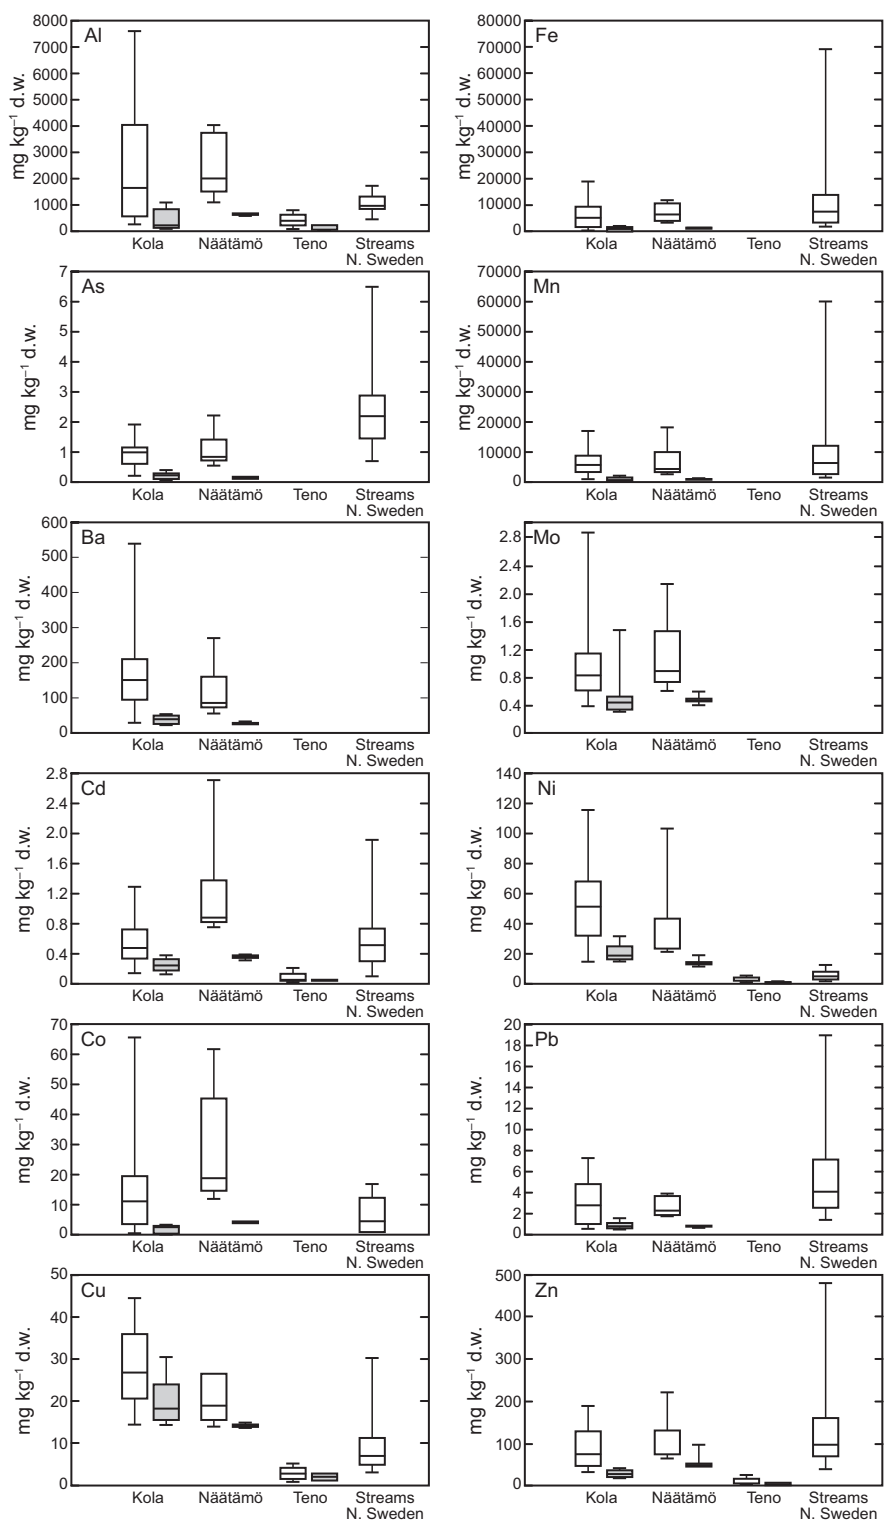 Al
8000
7000
6000
5000
4000
3000
2000
1000
0
mg kg⁻¹ d.w.
Kola Näätämö Teno Streams
N. Sweden
Fe
80000
70000
60000
50000
40000
30000
20000
10000
0
mg kg⁻¹ d.w.
Kola Näätämö Teno Streams
N. Sweden
As
7
6
5
4
3
2
1
0
mg kg⁻¹ d.w.
Kola Näätämö Teno Streams
N. Sweden
Mn
70000
60000
50000
40000
30000
20000
10000
0
mg kg⁻¹ d.w.
Kola Näätämö Teno Streams
N. Sweden
Ba
600
500
400
300
200
100
0
mg kg⁻¹ d.w.
Kola Näätämö Teno Streams
N. Sweden
Mo
2.8
2.4
2.0
1.6
1.2
0.8
0.4
0
mg kg⁻¹ d.w.
Kola Näätämö Teno Streams
N. Sweden
Cd
2.8
2.4
2.0
1.6
1.2
0.8
0.4
0
mg kg⁻¹ d.w.
Kola Näätämö Teno Streams
N. Sweden
Ni
140
120
100
80
60
40
20
0
mg kg⁻¹ d.w.
Kola Näätämö Teno Streams
N. Sweden
Co
70
60
50
40
30
20
10
0
mg kg⁻¹ d.w.
Kola Näätämö Teno Streams
N. Sweden
Pb
20
18
16
14
12
10
8
6
4
2
0
mg kg⁻¹ d.w.
Kola Näätämö Teno Streams
N. Sweden
Cu
50
40
30
20
10
0
mg kg⁻¹ d.w.
Kola Näätämö Teno Streams
N. Sweden
Zn
500
400
300
200
100
0
mg kg⁻¹ d.w.
Kola Näätämö Teno Streams
N. Sweden